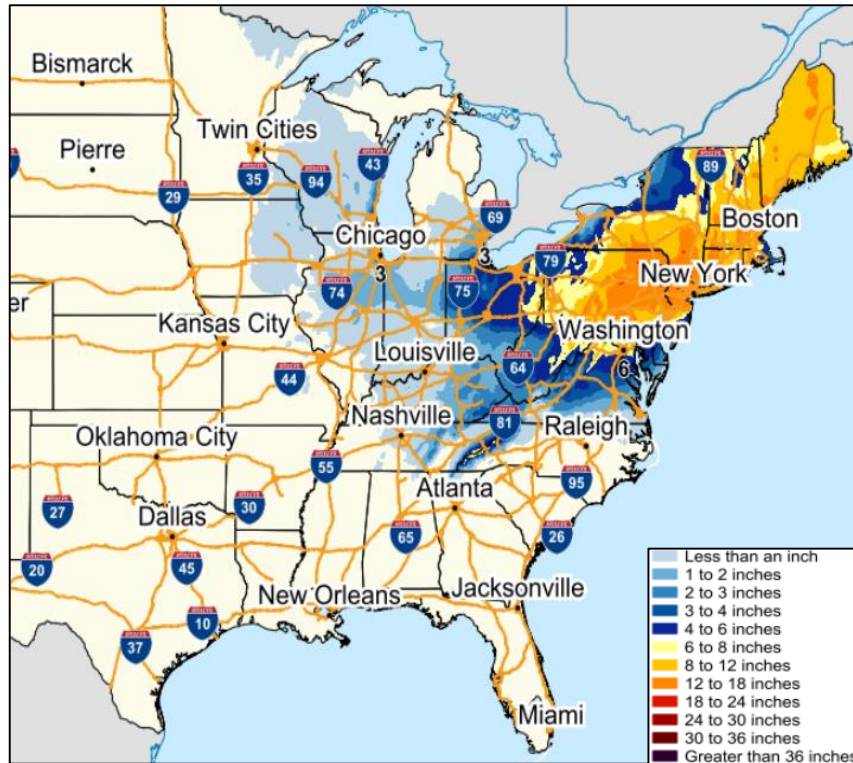 Bismarck
Twin Cities
Pierre
43
94
35
29
89
Boston
69
Chicago
3
3
79
New York
74
75
er
Kansas City
Washington
6
Louisville
64
44
81
Nashville
Raleigh
Oklahoma City
55
95
Atlanta
27
30
Dallas
65
26
20
45
Jacksonville
New Orleans
10
37
Miami
Less than an inch
1 to 2 inches
2 to 3 inches
3 to 4 inches
4 to 6 inches
6 to 8 inches
8 to 12 inches
12 to 18 inches
18 to 24 inches
24 to 30 inches
30 to 36 inches
Greater than 36 inches